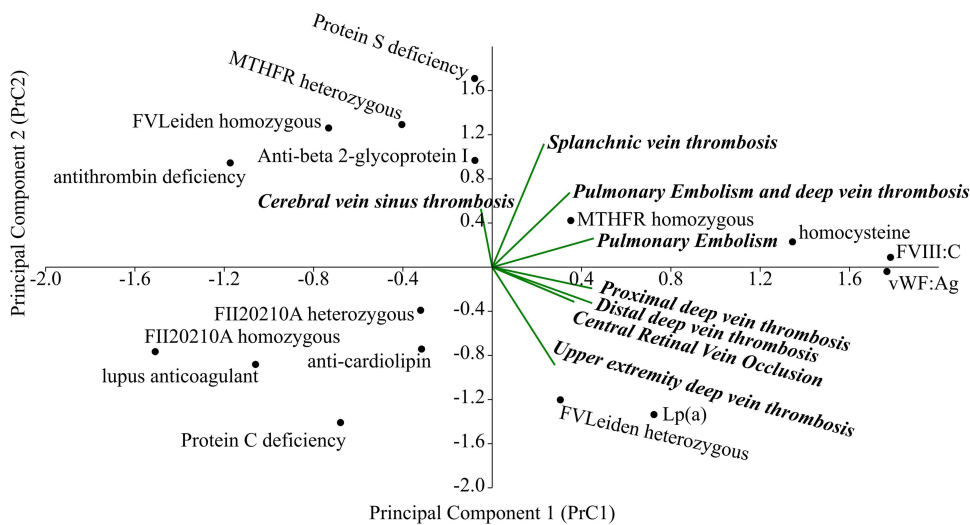 Protein S deficiency
MTHFR heterozygous
1.6
FVLeiden homozygous
1.2
Anti-beta 2-glycoprotein I
Splanchnic vein thrombosis
antithrombin deficiency
0.8
Cerebral vein sinus thrombosis
Pulmonary Embolism and deep vein thrombosis
0.4
MTHFR homozygous
homocysteine
Pulmonary Embolism
FVIII:C
-2.0 -1.6 -1.2 -0.8 -0.4 0.4 0.8 1.2 1.6
vWF:Ag
Proximal deep vein thrombosis
FII20210A heterozygous
-0.4
Distal deep vein thrombosis
Central Retinal Vein Occlusion
FII20210A homozygous
anti-cardiolipin
-0.8
Upper extremity deep vein thrombosis
lupus anticoagulant
-1.2
Lp(a)
FVLeiden heterozygous
Protein C deficiency
-1.6
-2.0
Principal Component 1 (PrC1)
Principal Component 2 (PrC2)